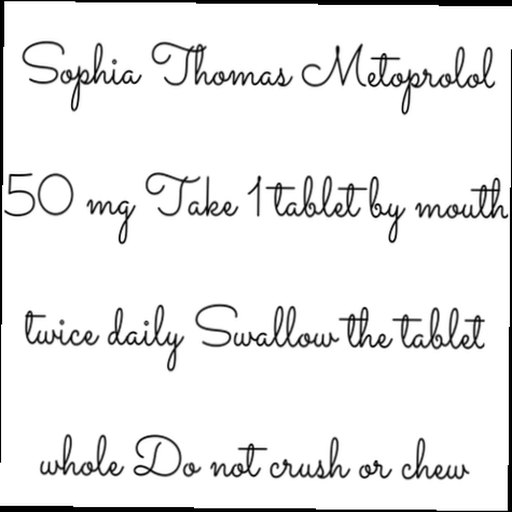 Sophia Thomas Metoprolol
50 mg Take 1 tablet by mouth
twice daily Swallow the tablet
whole Do not crush or chew